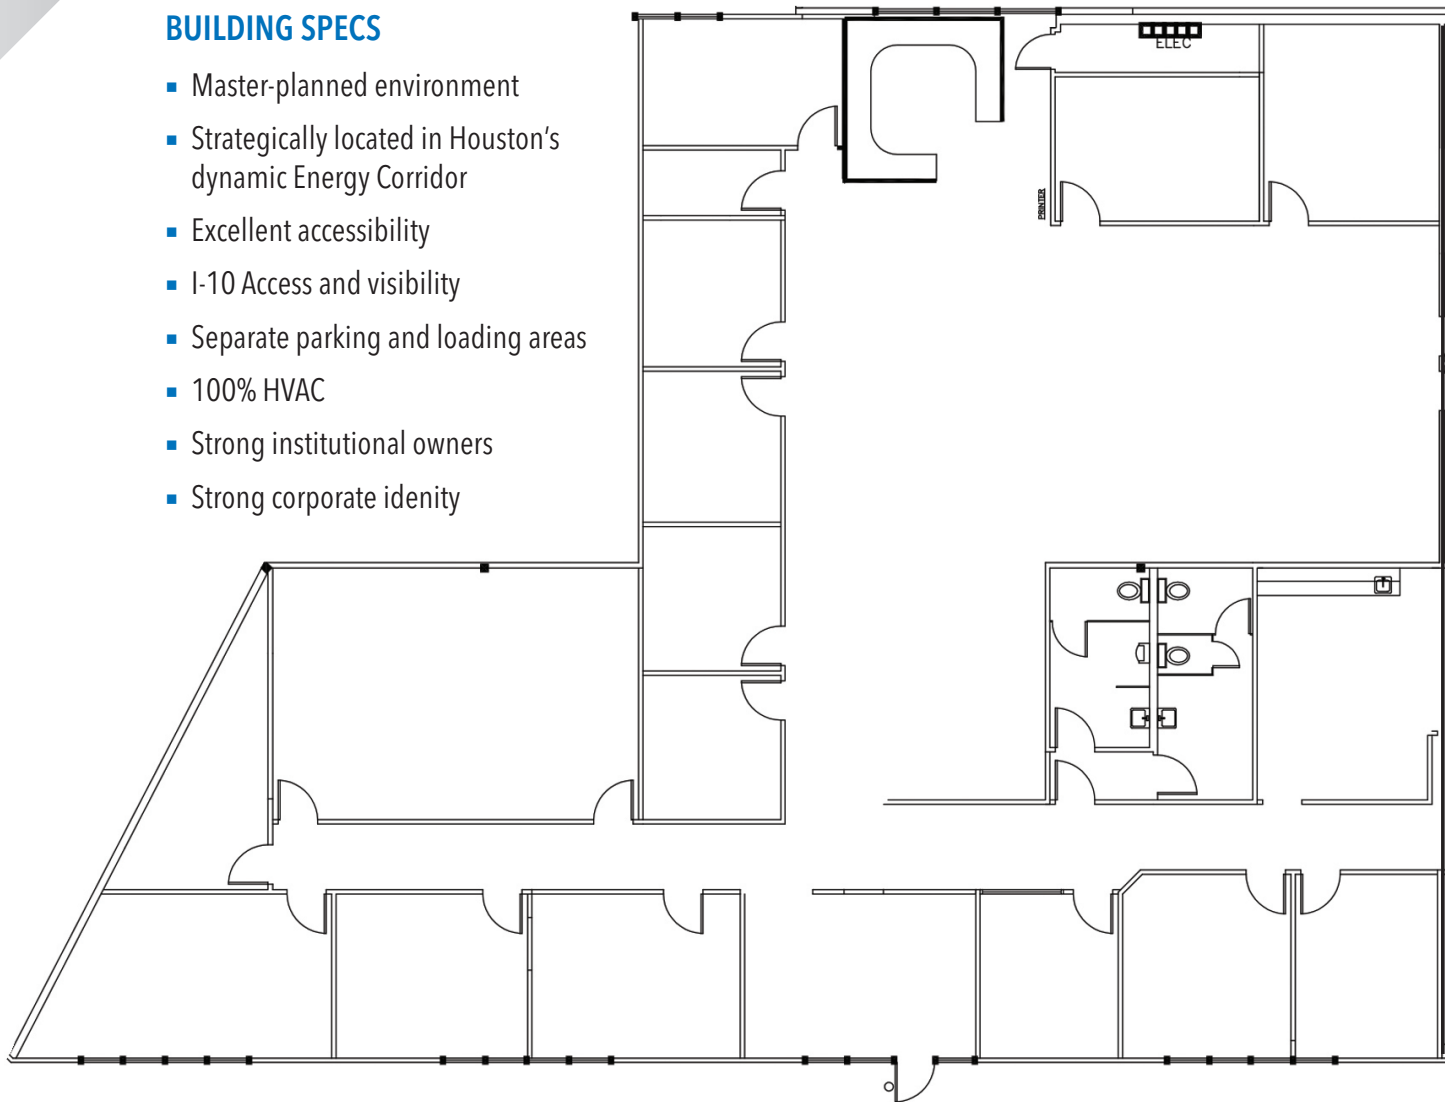 BUILDING SPECS
▪ Master-planned environment
▪ Strategically located in Houston's
dynamic Energy Corridor
▪ Excellent accessibility
▪ I-10 Access and visibility
▪ Separate parking and loading areas
▪ 100% HVAC
▪ Strong institutional owners
▪ Strong corporate idenity
ELEC
PRINTER